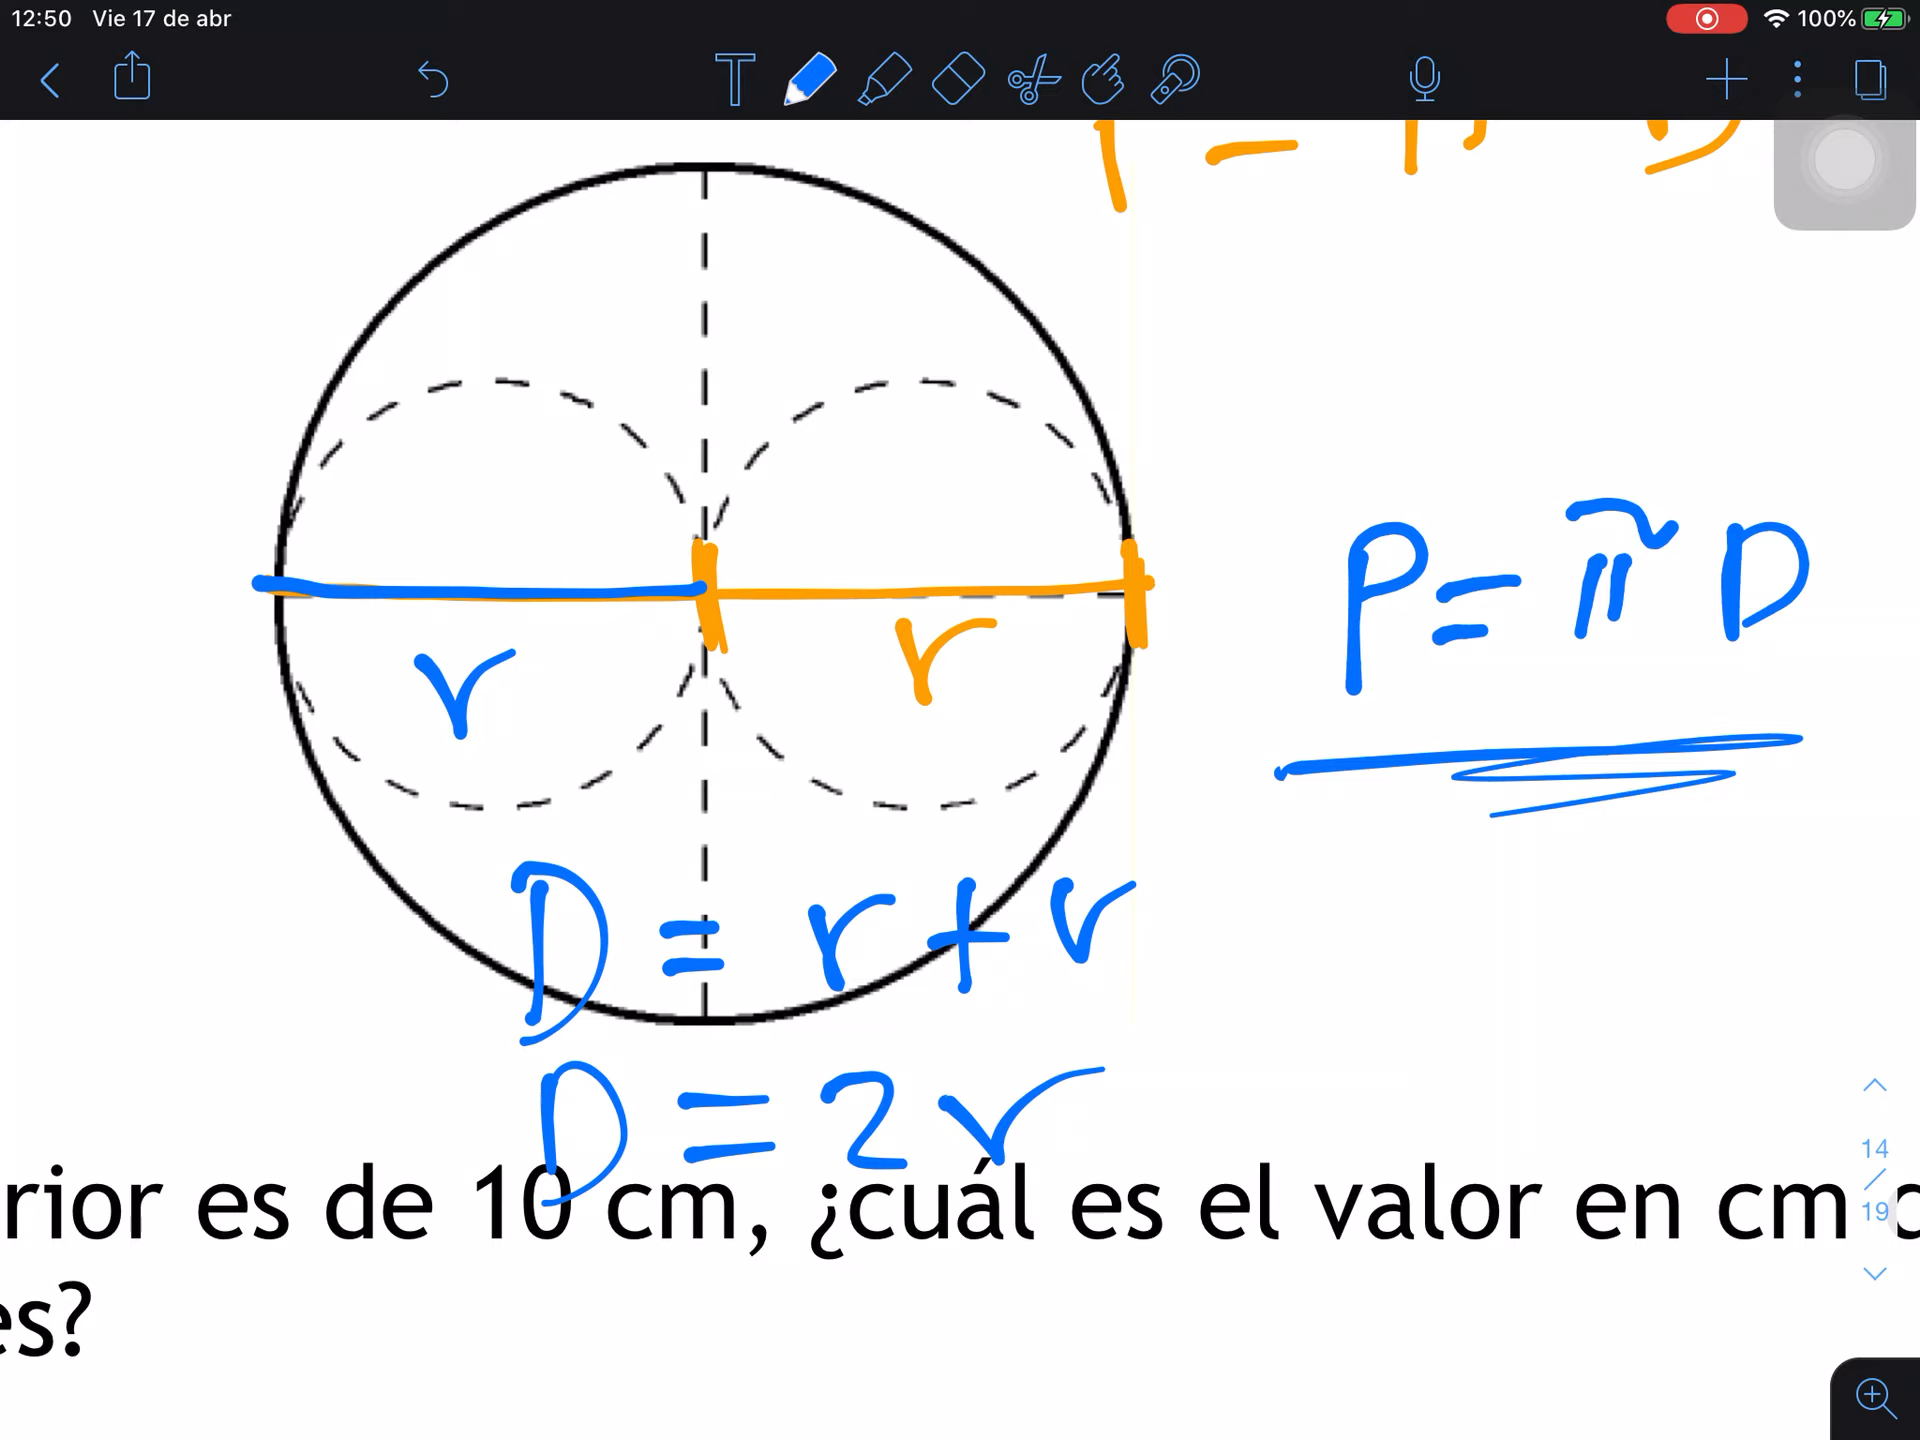 12:50 Vie 17 de abr 100%
T
P = π D
r
r
D = r + r
D = 2r
rior es de 10 cm, ¿cuál es el valor en cm
es?
14
19